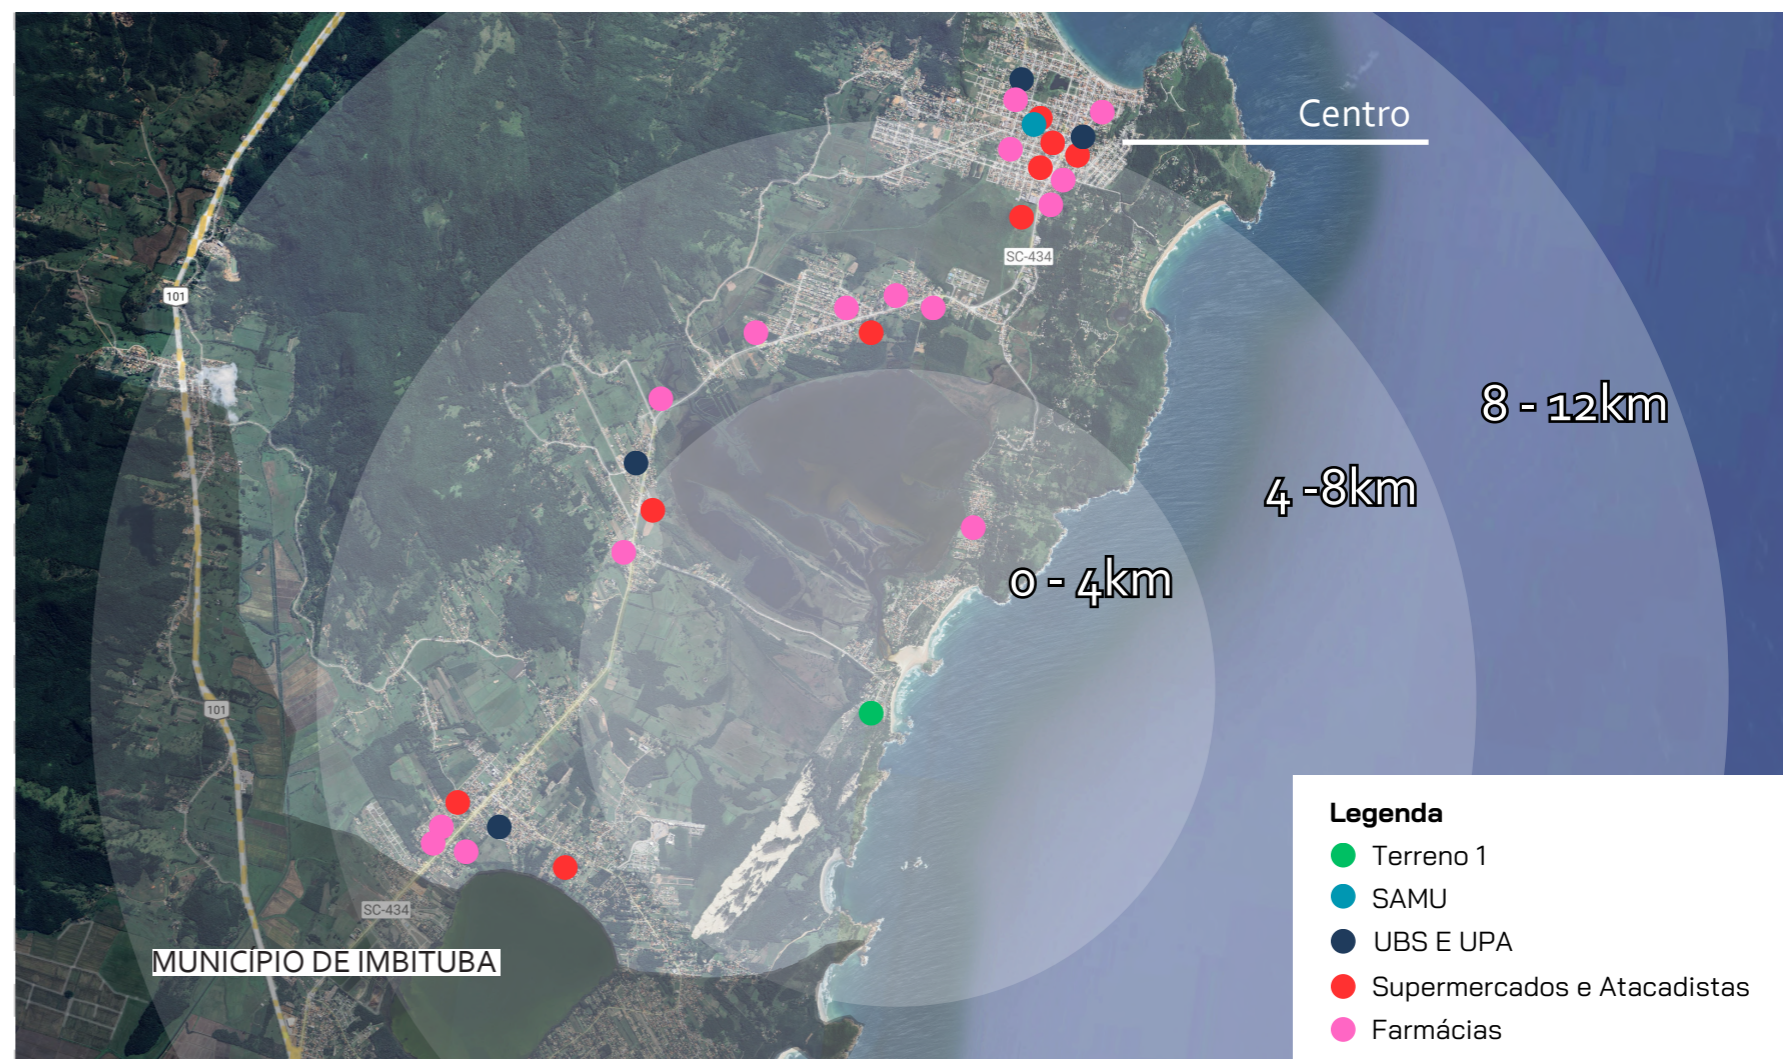 Centro
SC-434
101
8 - 12km
4 -8km
0 - 4km
101
SC-434
MUNICÍPIO DE IMBITUBA
Legenda
Terreno 1
SAMU
UBS E UPA
Supermercados e Atacadistas
Farmácias